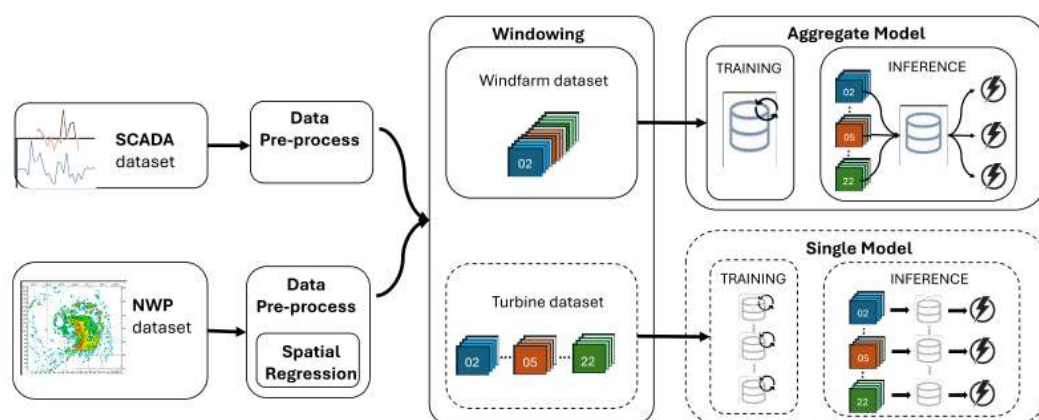 SCADA
dataset
Data
Pre-process
NWP
dataset
Data
Pre-process
Spatial
Regression
Windowing
Windfarm dataset
02
Turbine dataset
02
05
22
Aggregate Model
TRAINING
INFERENCE
02
05
22
Single Model
TRAINING
INFERENCE
02
05
22